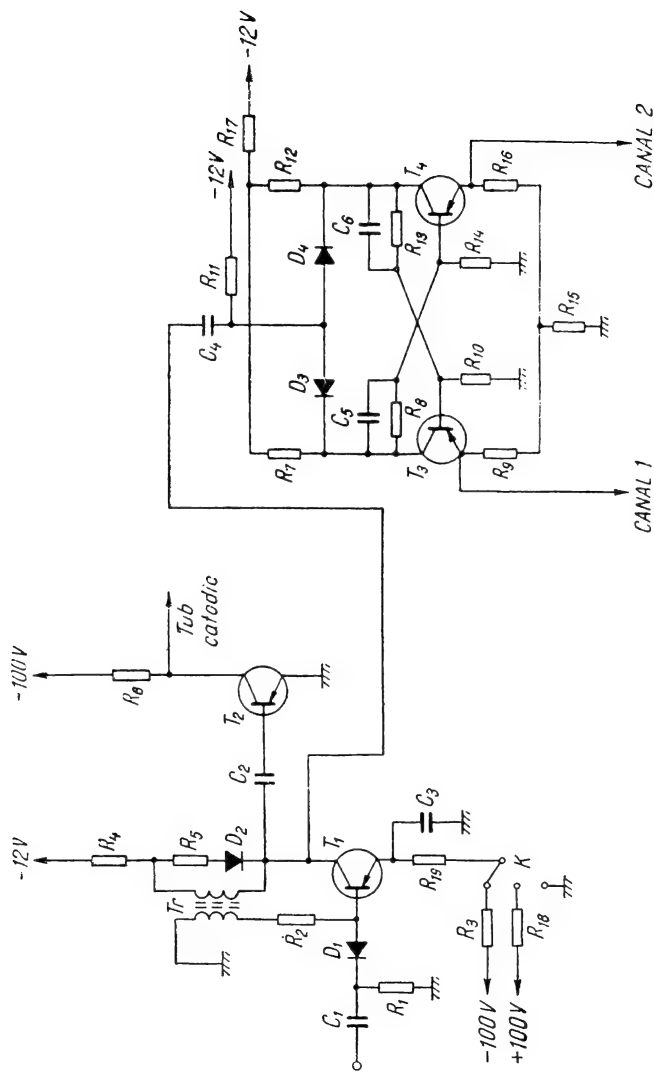 -12V
R17
-12V
R12
R11
C4
D4
C6
R13
T4
R14
R16
D3
C5
R8
R7
T3
R10
R15
R9
CANAL 2
CANAL 1
-100V
R6
Tub
catodic
T2
C2
-12V
R4
R5
D2
Tr
R2
T1
C3
D1
R19
K
C1
R1
R3
R18
-100V
+100V